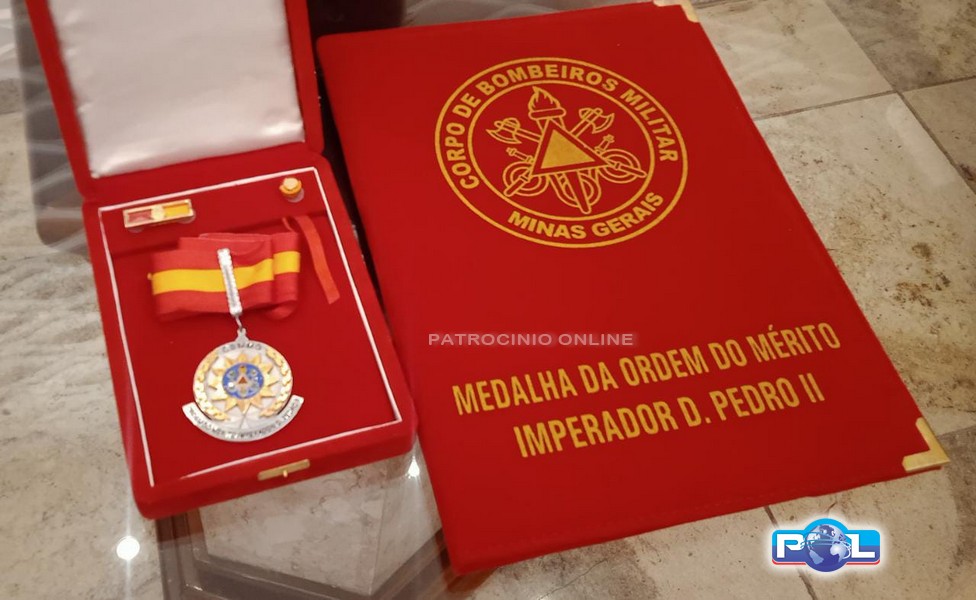 CORPO DE BOMBEIROS MILITAR
MINAS GERAIS
PATROCINIO ONLINE
MEDALHA DA ORDEM DO MÉRITO
IMPERADOR D. PEDRO II
POL